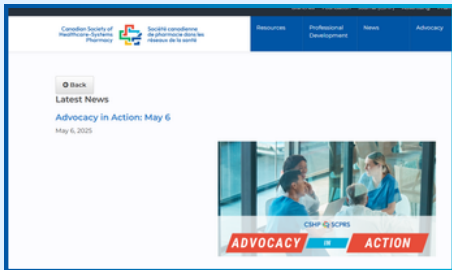 Canadian Society of
Healthcare-Systems
Pharmacy
Société canadienne
de pharmacie dans les
réseaux de la santé
Resources
Professional
Development
News
Advocacy
Back
Latest News
Advocacy in Action: May 6
May 6, 2025
CSHP SCPRS
ADVOCACY IN ACTION